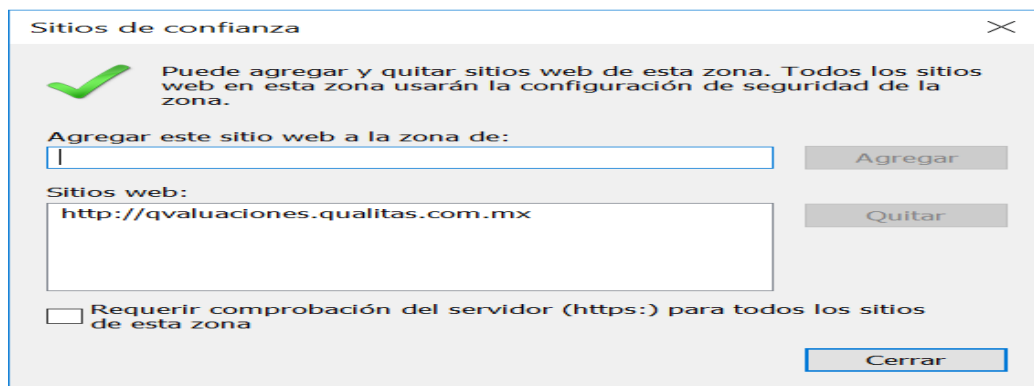 Sitios de confianza
Puede agregar y quitar sitios web de esta zona. Todos los sitios
web en esta zona usarán la configuración de seguridad de la
zona.
Agregar este sitio web a la zona de:
Agregar
Sitios web:
http://qvaluaciones.qualitas.com.mx
Quitar
Requerir comprobación del servidor (https:) para todos los sitios
de esta zona
Cerrar